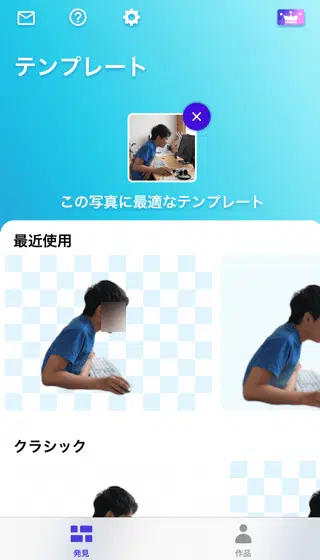 テンプレート
この写真に最適なテンプレート
最近使用
クラシック
発見
作品